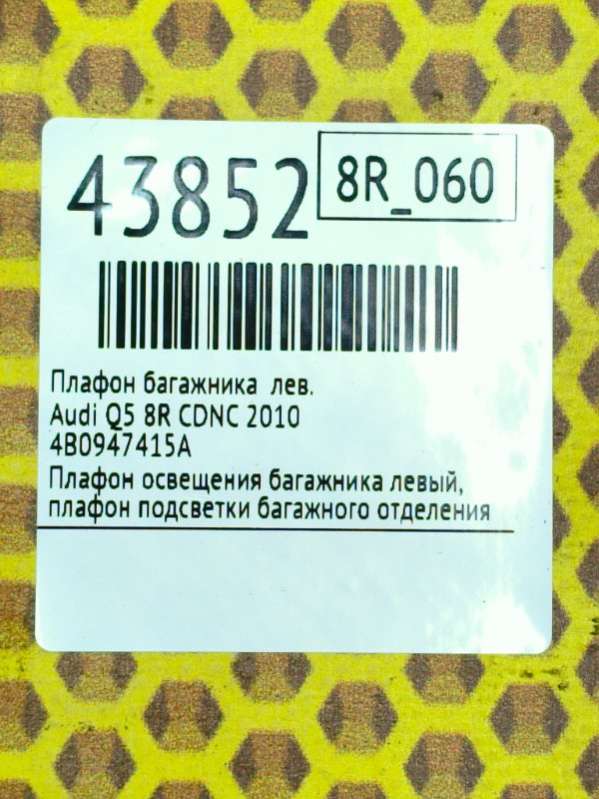 43852
8R_060
Плафон багажника лев.
Audi Q5 8R CDNC 2010
4B0947415A
Плафон освещения багажника левый,
плафон подсветки багажного отделения